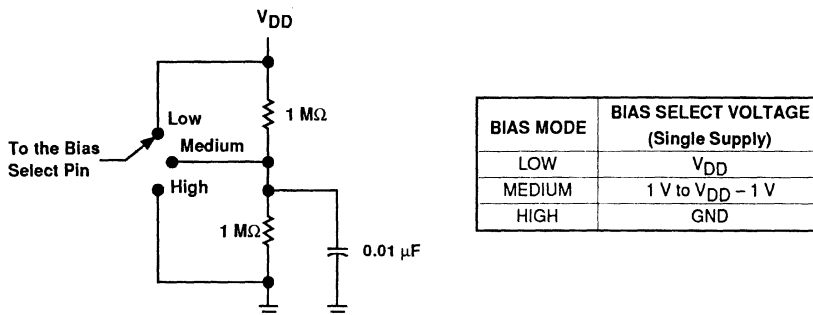 VDD
1 MΩ
Low
To the Bias
Select Pin
Medium
High
1 MΩ
0.01 μF
BIAS MODE
BIAS SELECT VOLTAGE
(Single Supply)
LOW
VDD
MEDIUM
1 V to VDD – 1 V
HIGH
GND